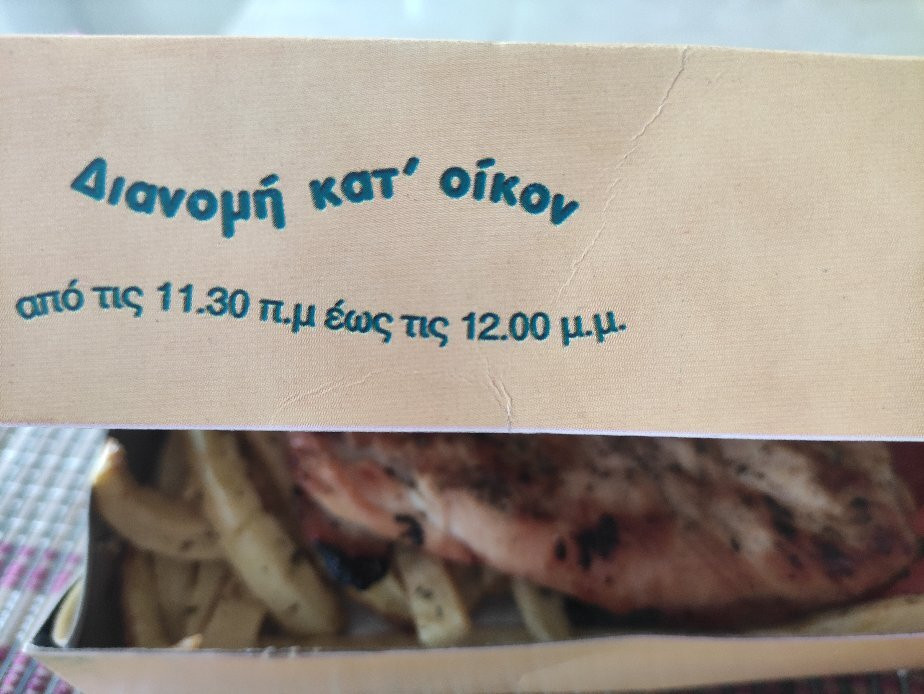 Διανομή κατ' οίκον
από τις 11.30 π.μ έως τις 12.00 μ.μ.